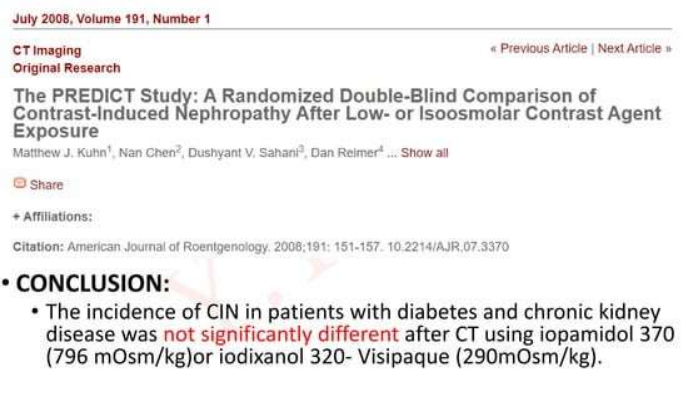 July 2008, Volume 191, Number 1
CT Imaging
« Previous Article | Next Article »
Original Research
The PREDICT Study: A Randomized Double-Blind Comparison of
Contrast-Induced Nephropathy After Low- or Isoosmolar Contrast Agent
Exposure
Matthew J. Kuhn1, Nan Chen2, Dushyant V. Sahani3, Dan Reimer4 ... Show all
Share
+ Affiliations:
Citation: American Journal of Roentgenology. 2008;191: 151-157. 10.2214/AJR.07.3370
• CONCLUSION:
• The incidence of CIN in patients with diabetes and chronic kidney
disease was not significantly different after CT using iopamidol 370
(796 mOsm/kg)or iodixanol 320- Visipaque (290mOsm/kg).